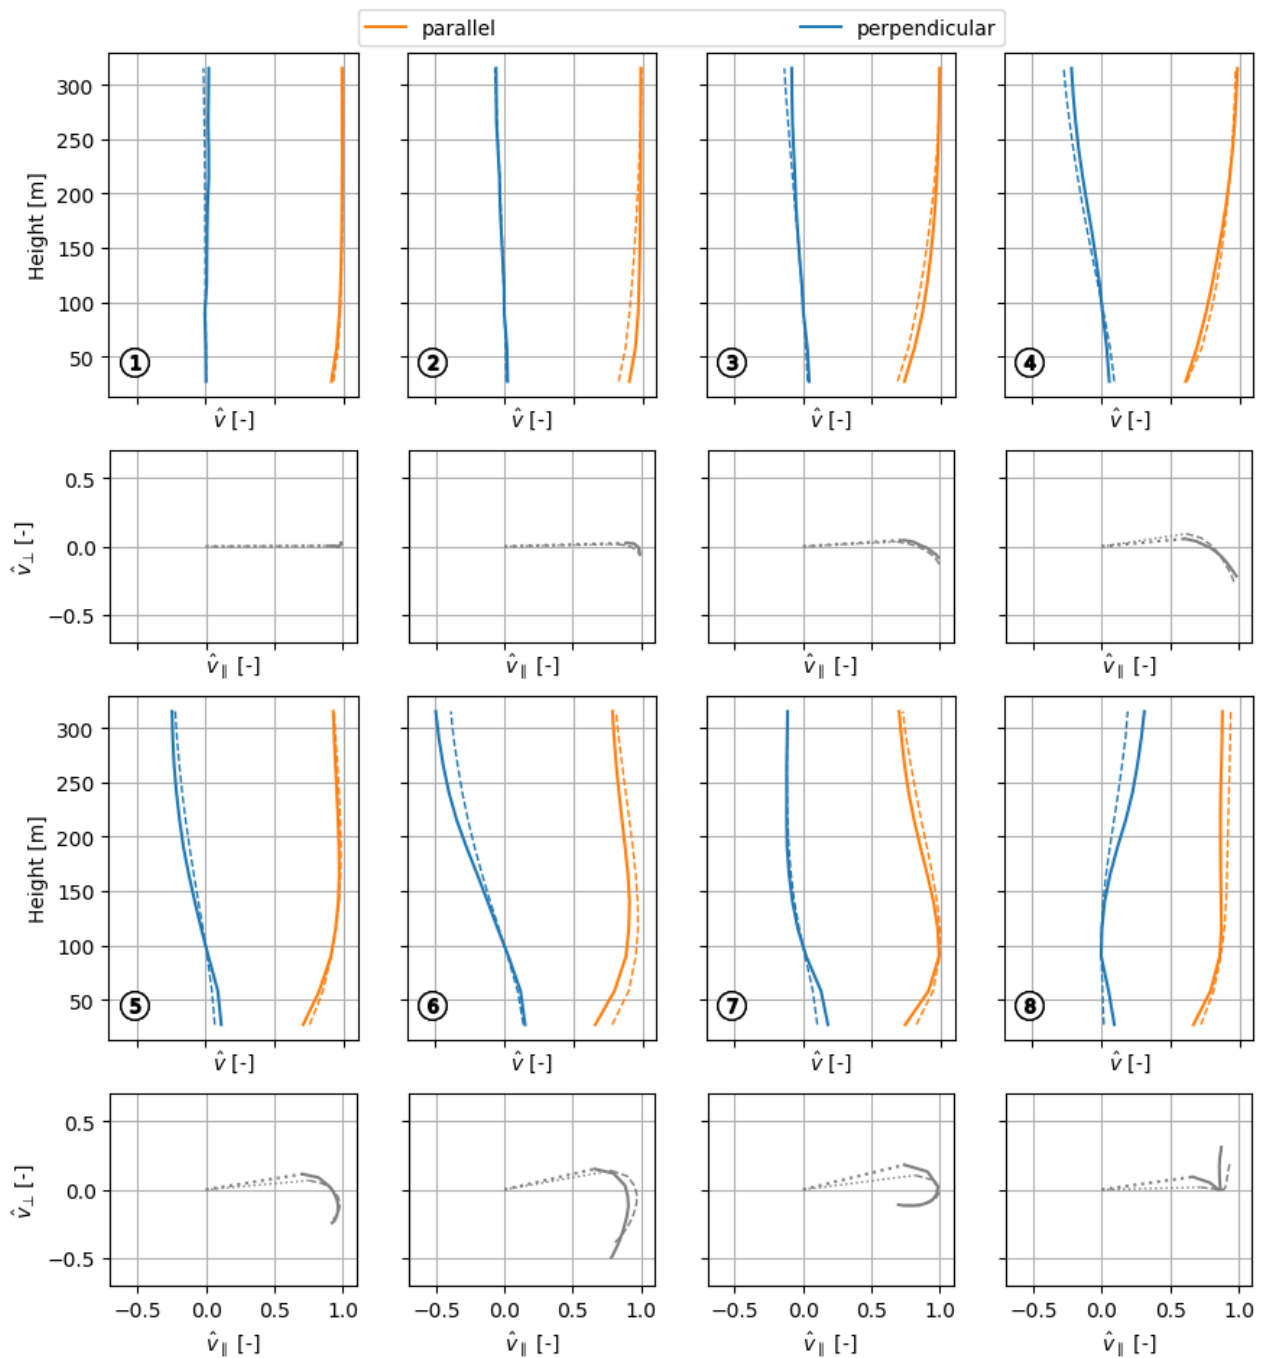 parallel perpendicular
300
250
200
150
100
50
Height [m]
1 2 3 4
v̂ [-] v̂ [-] v̂ [-] v̂ [-]
0.5
0.0
−0.5
v̂⊥ [-]
v̂∥ [-] v̂∥ [-] v̂∥ [-] v̂∥ [-]
300
250
200
150
100
50
Height [m]
5 6 7 8
v̂ [-] v̂ [-] v̂ [-] v̂ [-]
0.5
0.0
−0.5
v̂⊥ [-]
−0.5 0.0 0.5 1.0 −0.5 0.0 0.5 1.0 −0.5 0.0 0.5 1.0 −0.5 0.0 0.5 1.0
v̂∥ [-] v̂∥ [-] v̂∥ [-] v̂∥ [-]